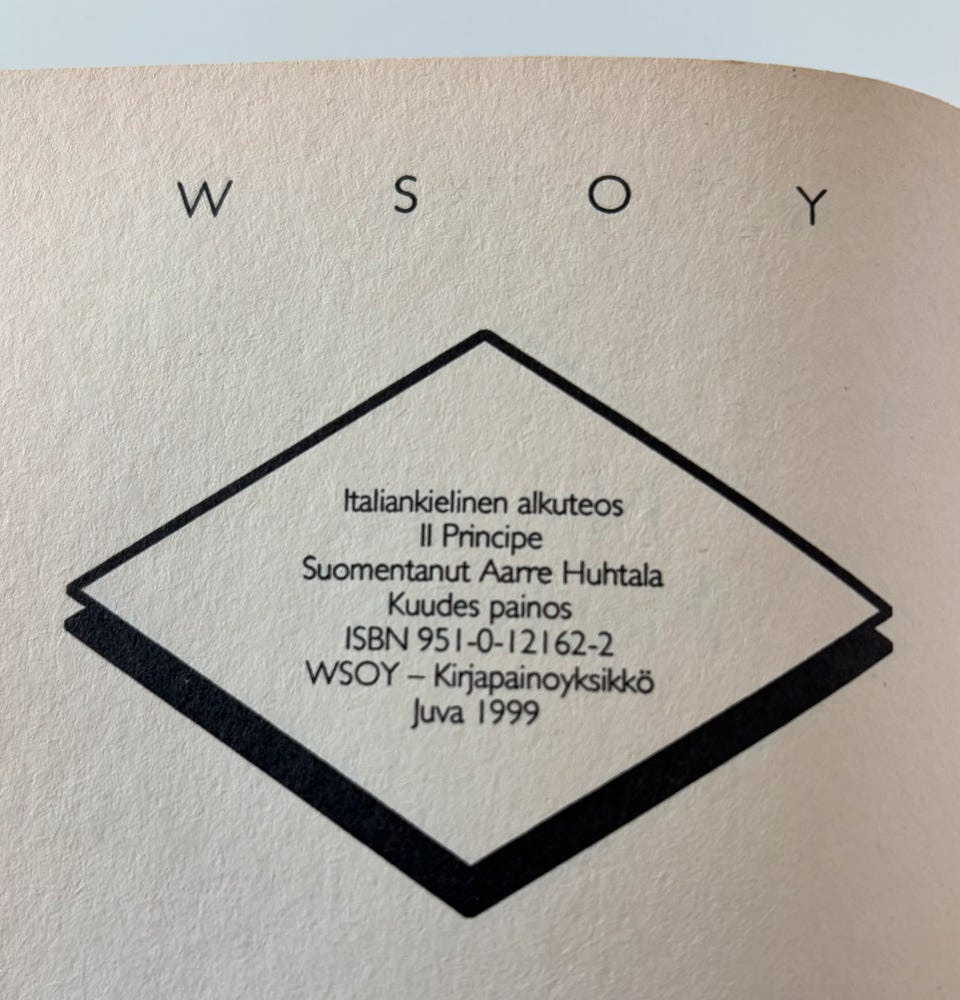 W S O Y
Italiankielinen alkuteos
Il Principe
Suomentanut Aarre Huhtala
Kuudes painos
ISBN 951-0-12162-2
WSOY – Kirjapainoyksikkö
Juva 1999